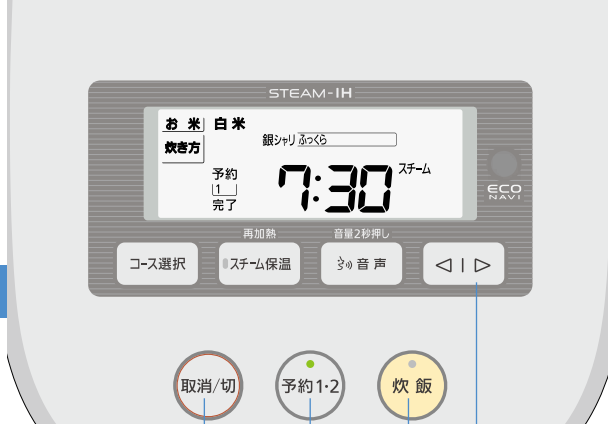 STEAM-IH
お 米 白米
炊き方
銀シャリ ふっくら
予約
1
完了
7:30
スチーム
ECO
NAVI
再加熱 音量2秒押し
コース選択 スチーム保温 音声
取消/切 予約1・2 炊飯